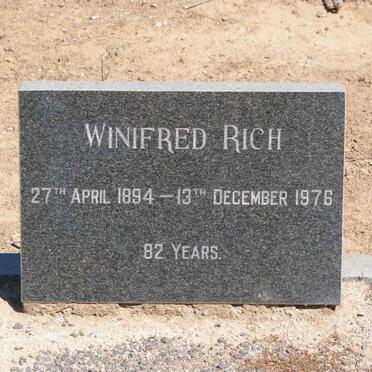 WINIFRED RICH
27TH APRIL 1894 — 13TH DECEMBER 1976
82 YEARS.